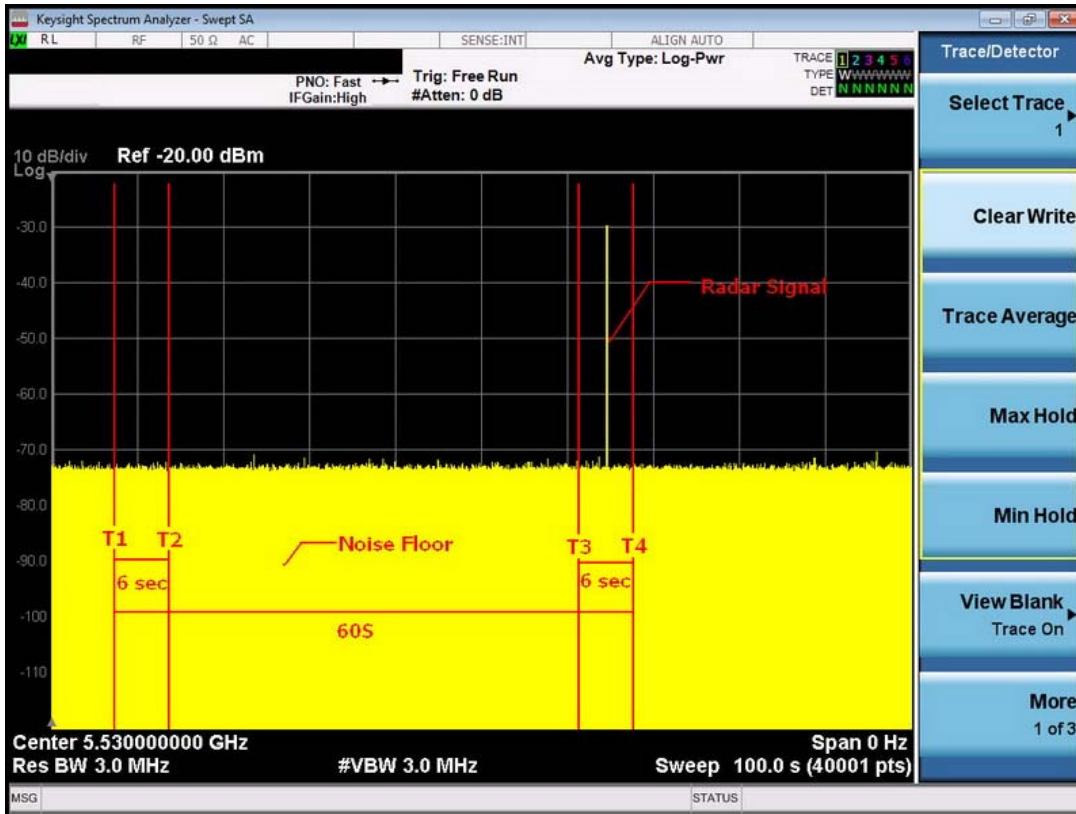 Keysight Spectrum Analyzer - Swept SA
LXI RL RF 50 Ω AC SENSE:INT ALIGN AUTO
Avg Type: Log-Pwr
TRACE 1 2 3 4 5 6
TYPE WWWWWW
DET N N N N N N
PNO: Fast
IFGain:High
Trig: Free Run
#Atten: 0 dB
10 dB/div Ref -20.00 dBm
Log
-30.0
-40.0
-50.0
-60.0
-70.0
-80.0
-90.0
-100
-110
Radar Signal
T1 T2
Noise Floor
T3 T4
6 sec
6 sec
60S
Center 5.530000000 GHz
Span 0 Hz
Res BW 3.0 MHz
#VBW 3.0 MHz
Sweep 100.0 s (40001 pts)
MSG
STATUS
Trace/Detector
Select Trace
1
Clear Write
Trace Average
Max Hold
Min Hold
View Blank
Trace On
More
1 of 3